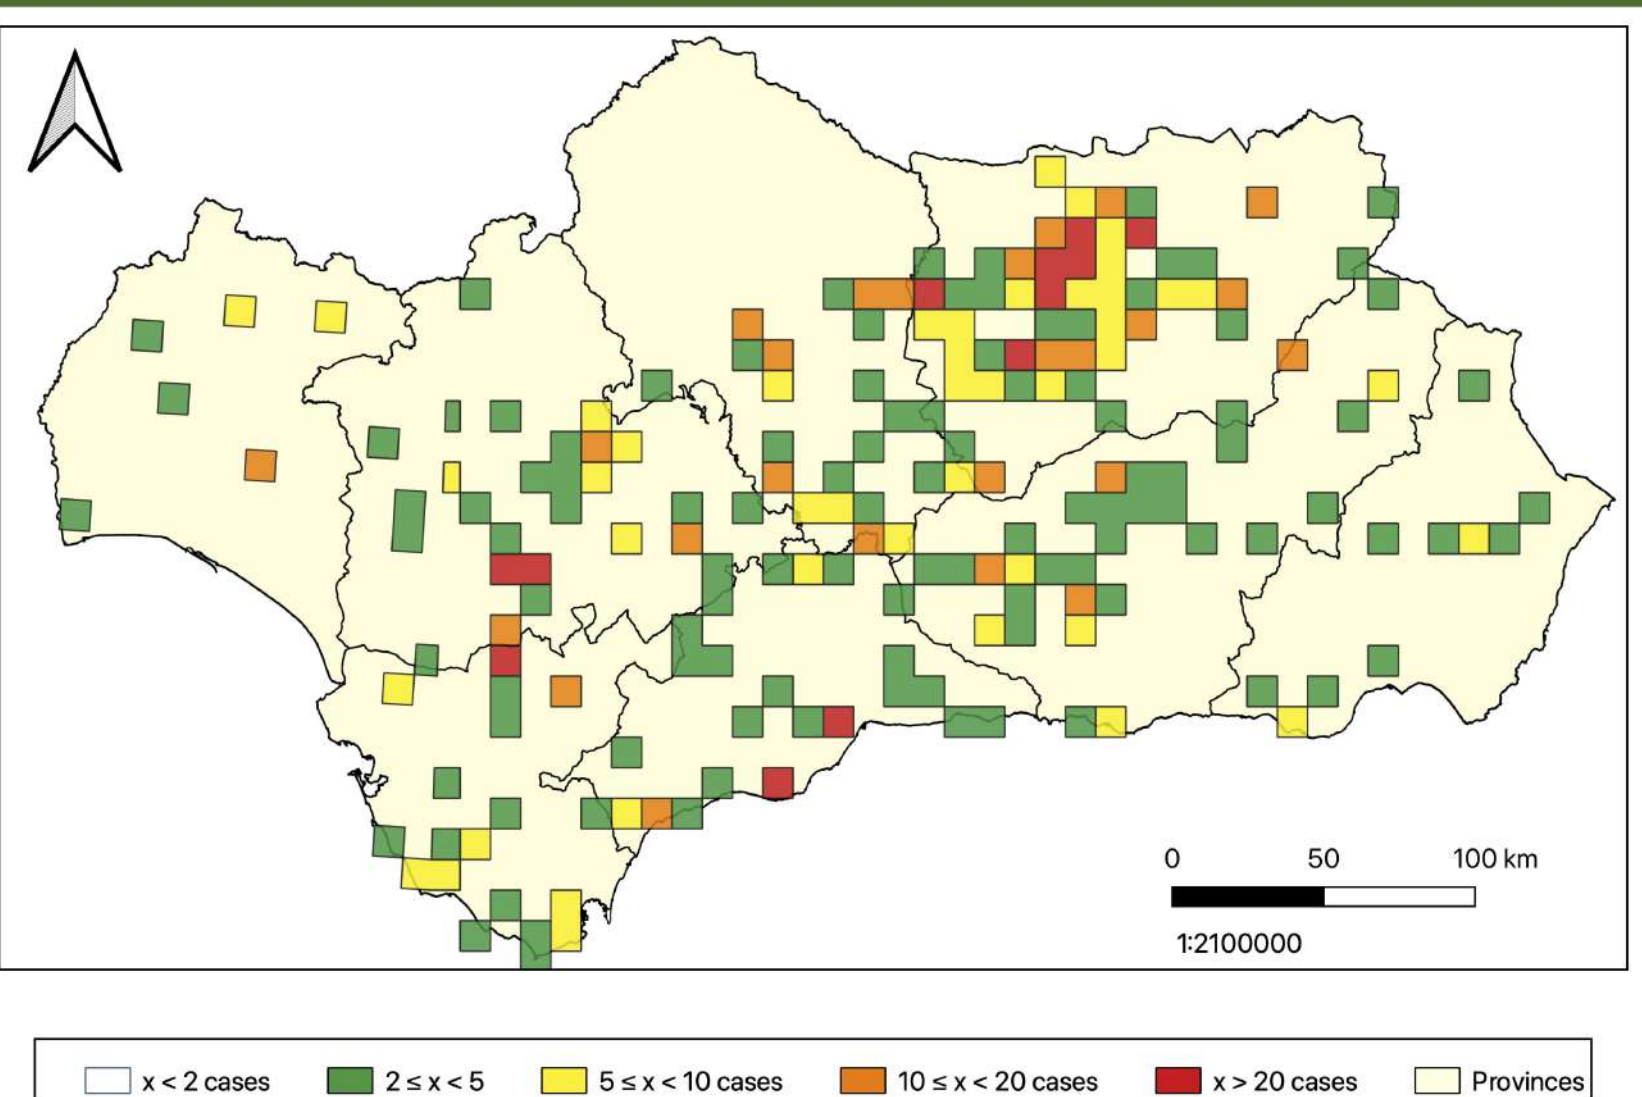 0 50 100 km
1:2100000
x < 2 cases 2 ≤ x < 5 5 ≤ x < 10 cases 10 ≤ x < 20 cases x > 20 cases Provinces